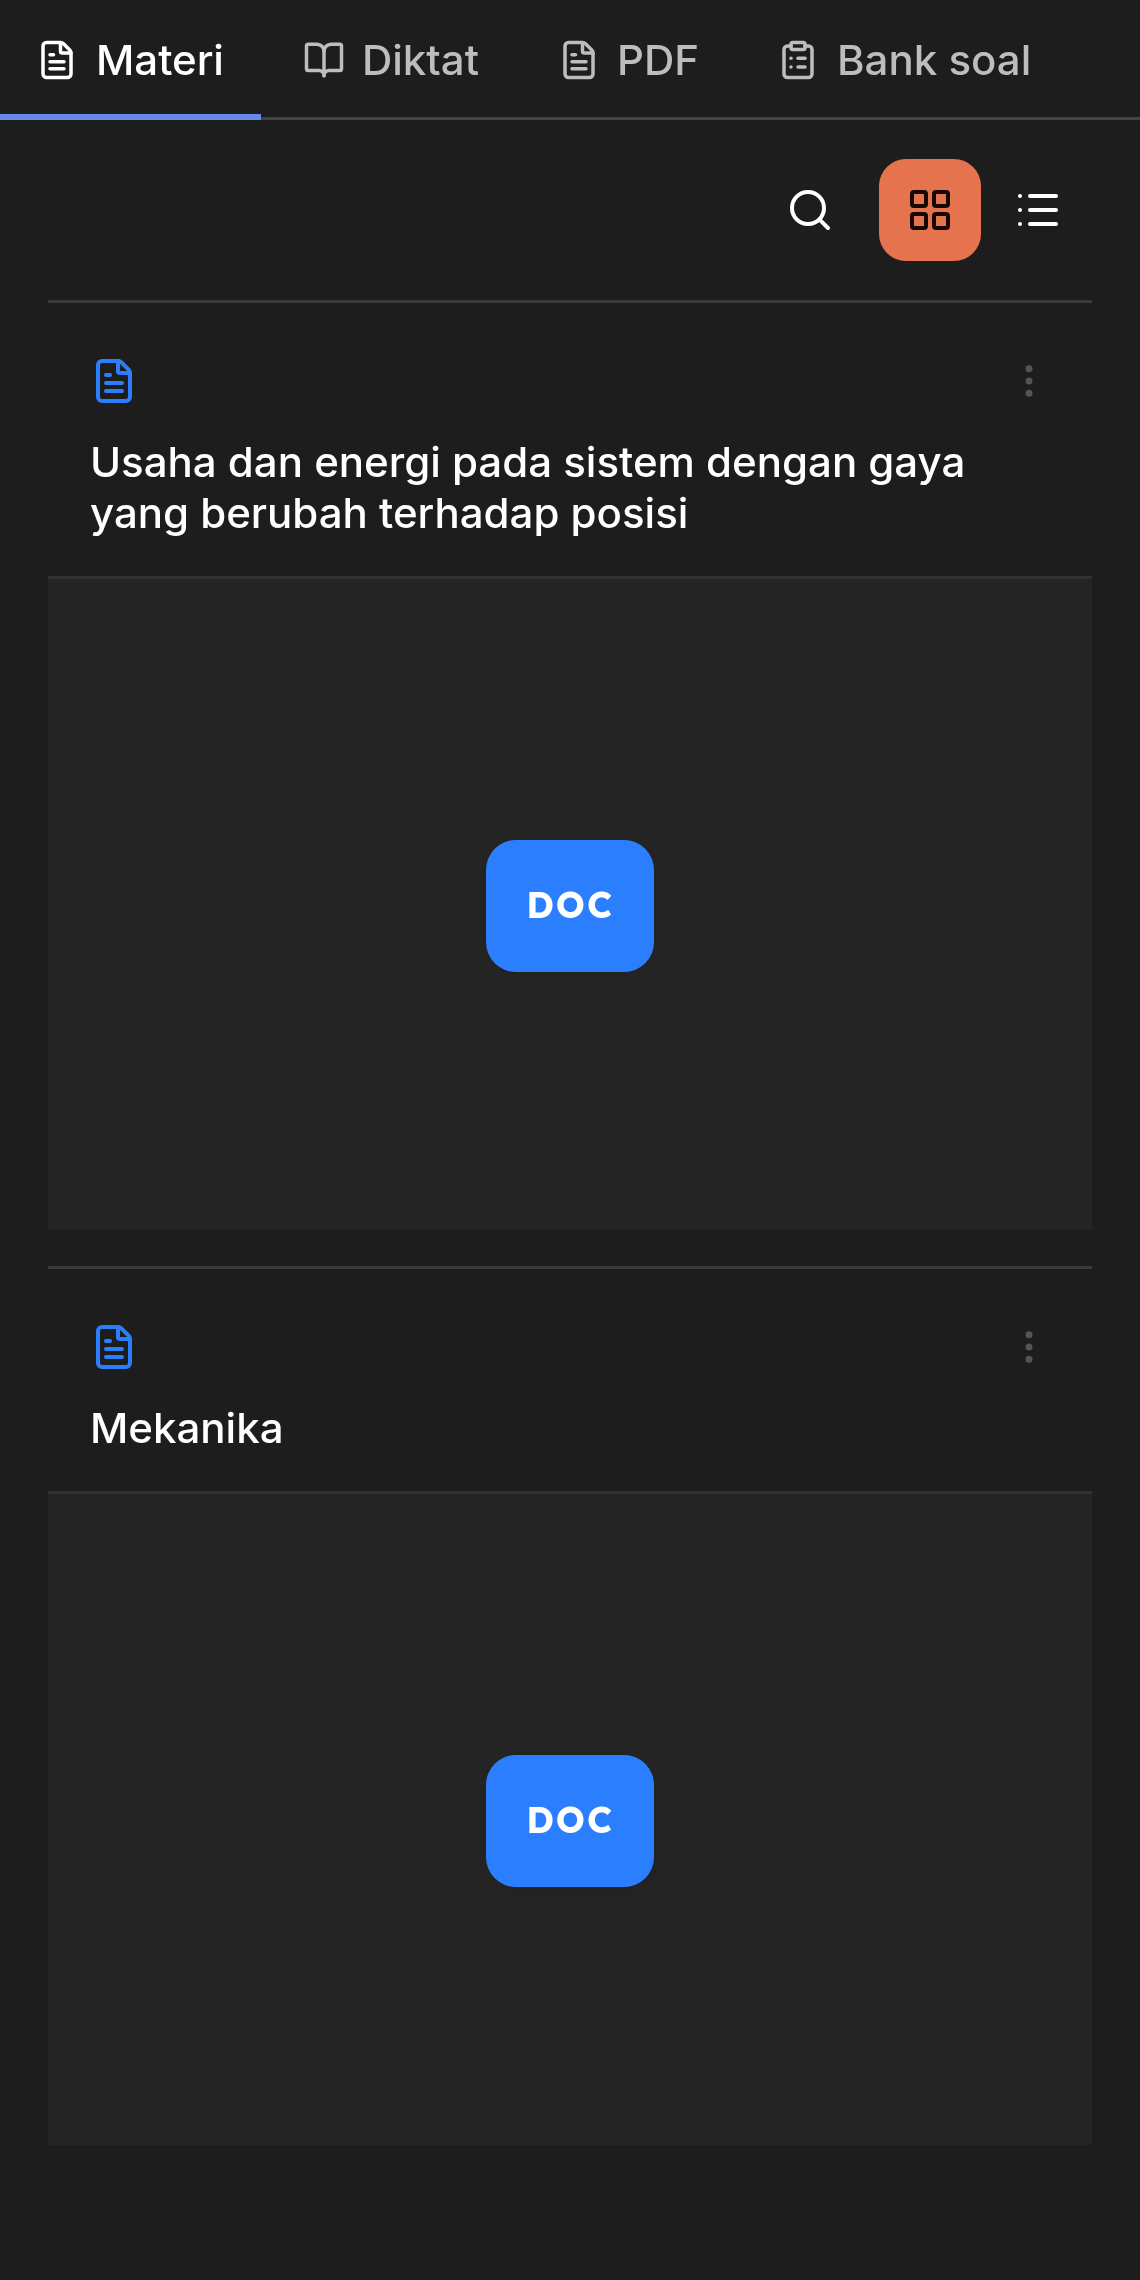 Materi Diktat PDF Bank soal
Usaha dan energi pada sistem dengan gaya
yang berubah terhadap posisi
DOC
Mekanika
DOC